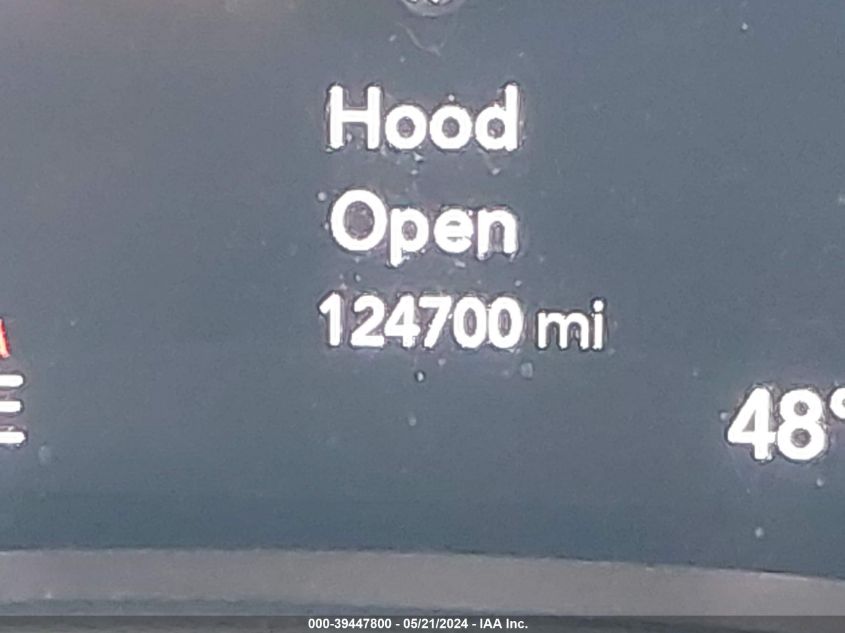 Hood
Open
124700 mi
48°
E
000-39447800 - 05/21/2024 - IAA Inc.